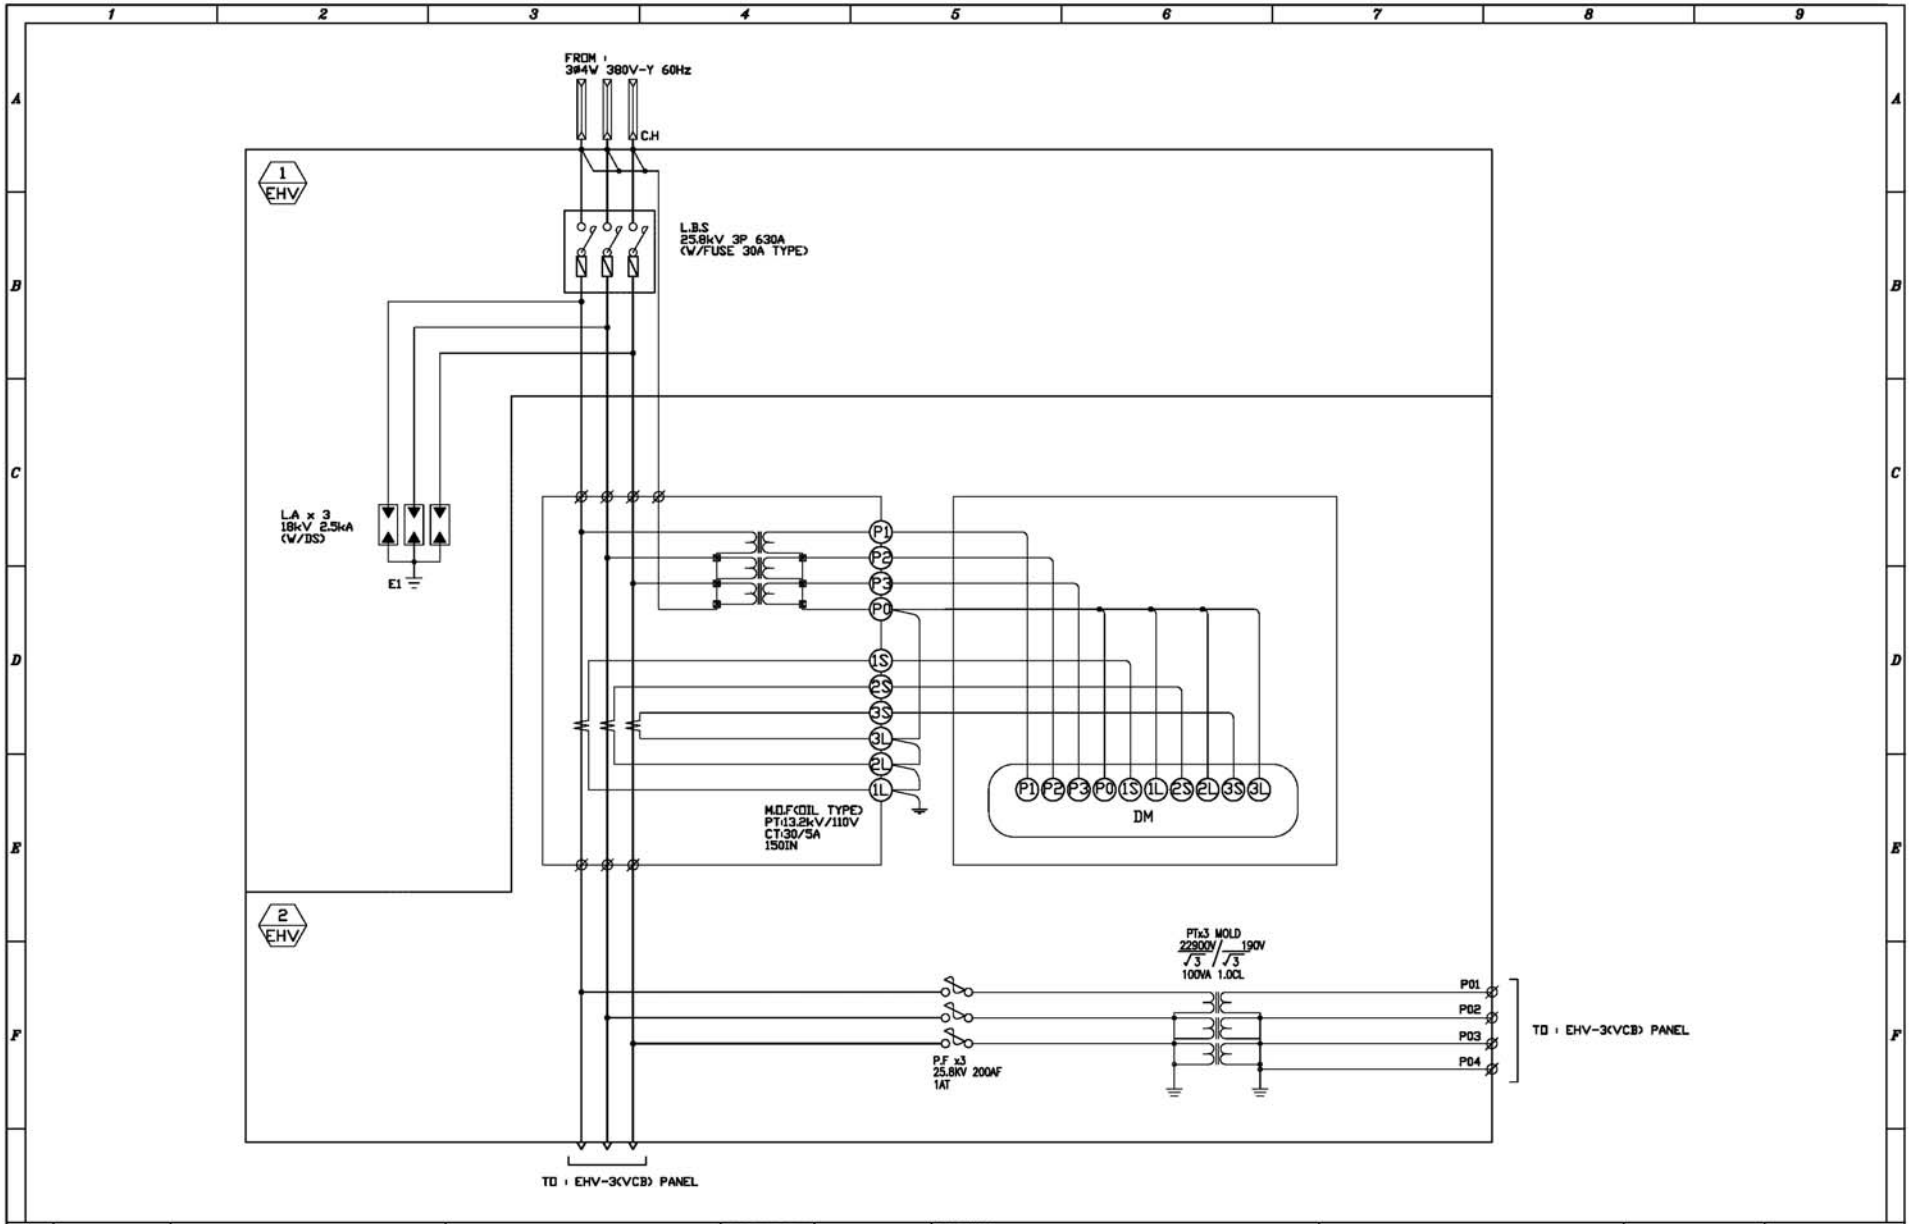 1 2 3 4 5 6 7 8 9
FROM :
3ø4W 380V-Y 60Hz
A A
C.H
1
EHV
L.B.S
25.8kV 3P 630A
(W/FUSE 30A TYPE)
B B
C C
L.A x 3
18kV 2.5kA
(W/DS)
E1
P1
P2
P3
P0
1S
2S
3S
3L
2L
1L
D D
P1 P2 P3 P0 1S 1L 2S 2L 3S 3L
DM
M.O.F(OIL TYPE)
PT:13.2kV/110V
CT:30/5A
150IN
E E
2
EHV
PTx3 MOLD
22900V/ 190V
√3 / √3
100VA 1.0CL
P01
P02
P03
P04
TO : EHV-3(VCB) PANEL
F F
P.F x3
25.8KV 200AF
1AT
TO : EHV-3(VCB) PANEL